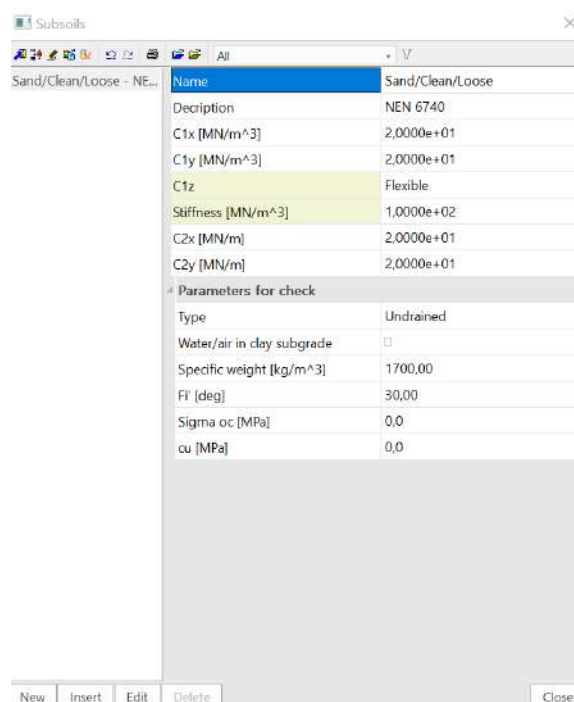 Subsoils
All
Sand/Clean/Loose - NE...
Name Sand/Clean/Loose
Decription NEN 6740
C1x [MN/m^3] 2,0000e+01
C1y [MN/m^3] 2,0000e+01
C1z Flexible
Stiffness [MN/m^3] 1,0000e+02
C2x [MN/m] 2,0000e+01
C2y [MN/m] 2,0000e+01
Parameters for check
Type Undrained
Water/air in clay subgrade
Specific weight [kg/m^3] 1700,00
Fi' [deg] 30,00
Sigma oc [MPa] 0,0
cu [MPa] 0,0
New Insert Edit Delete Close